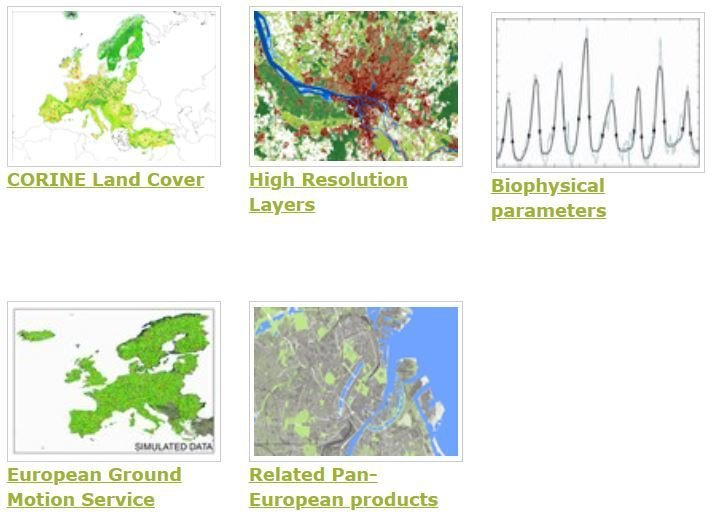 CORINE Land Cover
High Resolution
Layers
Biophysical
parameters
SIMULATED DATA
European Ground
Motion Service
Related Pan-
European products